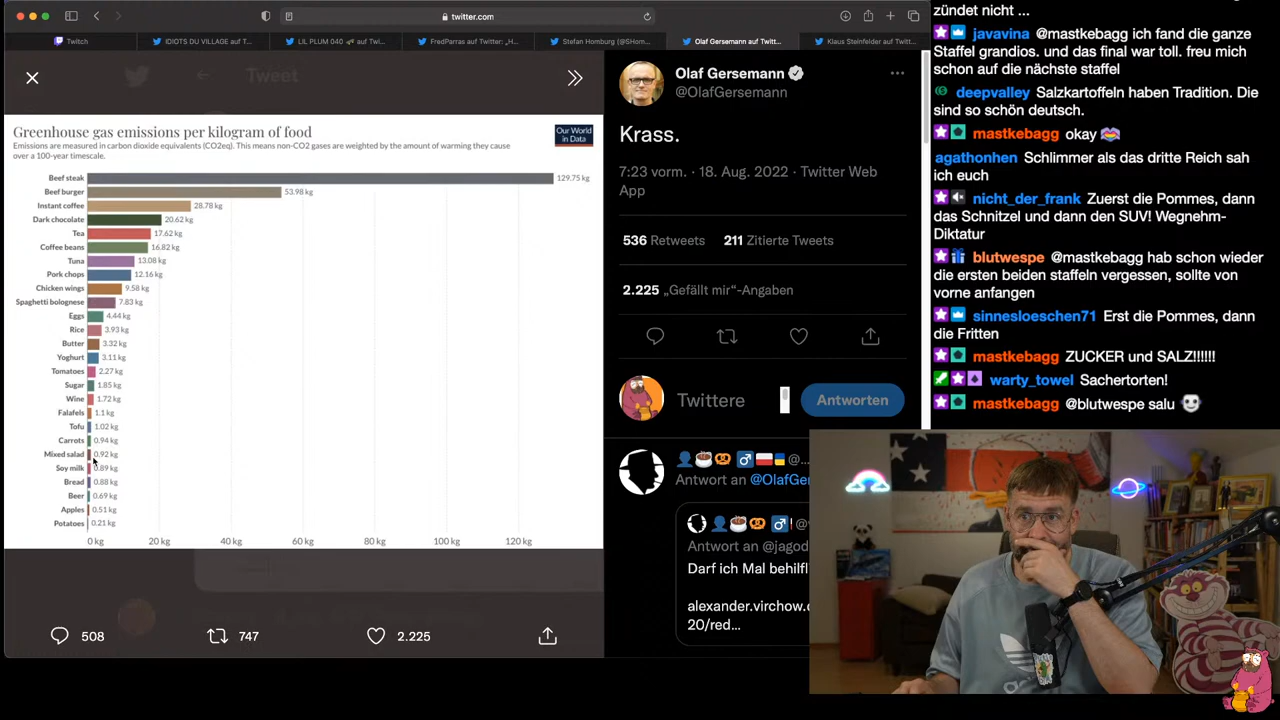 twitter.com
Twitch
IDIOTS DU VILLAGE auf T...
LIL PLUM 040 auf Twi...
FredParras auf Twitter: „H...
Stefan Homburg (@SHom...
Olaf Gersemann auf Twitt...
Klaus Steinfelder auf Twitt...
Tweet
Greenhouse gas emissions per kilogram of food
Emissions are measured in carbon dioxide equivalents (CO2eq). This means non-CO2 gases are weighted by the amount of warming they cause
over a 100-year timescale.
Our World
in Data
Beef steak 129.75 kg
Beef burger 53.98 kg
Instant coffee 28.78 kg
Dark chocolate 20.62 kg
Tea 17.62 kg
Coffee beans 16.82 kg
Tuna 13.08 kg
Pork chops 12.16 kg
Chicken wings 9.58 kg
Spaghetti bolognese 7.83 kg
Eggs 4.44 kg
Rice 3.93 kg
Butter 3.32 kg
Yoghurt 3.11 kg
Tomatoes 2.27 kg
Sugar 1.85 kg
Wine 1.72 kg
Falafels 1.1 kg
Tofu 1.02 kg
Carrots 0.94 kg
Mixed salad 0.92 kg
Soy milk 0.89 kg
Bread 0.88 kg
Beer 0.69 kg
Apples 0.51 kg
Potatoes 0.21 kg
0 kg 20 kg 40 kg 60 kg 80 kg 100 kg 120 kg
508 747 2.225
Olaf Gersemann
@OlafGersemann
Krass.
7:23 vorm. · 18. Aug. 2022 · Twitter Web
App
536 Retweets 211 Zitierte Tweets
2.225 „Gefällt mir“-Angaben
Twittere
Antworten
@...
Antwort an @OlafGer
Antwort an @jagod
Darf ich Mal behilfl
alexander.virchow.
20/red...
zündet nicht ...
javavina @mastkebagg ich fand die ganze
Staffel grandios. und das final war toll. freu mich
schon auf die nächste staffel
deepvalley Salzkartoffeln haben Tradition. Die
sind so schön deutsch.
mastkebagg okay
agathonhen Schlimmer als das dritte Reich sah
ich euch
nicht_der_frank Zuerst die Pommes, dann
das Schnitzel und dann den SUV! Wegnehm-
Diktatur
blutwespe @mastkebagg hab schon wieder
die ersten beiden staffeln vergessen, sollte von
vorne anfangen
sinnesloeschen71 Erst die Pommes, dann
die Fritten
mastkebagg ZUCKER und SALZ!!!!!!
warty_towel Sachertorten!
mastkebagg @blutwespe salu